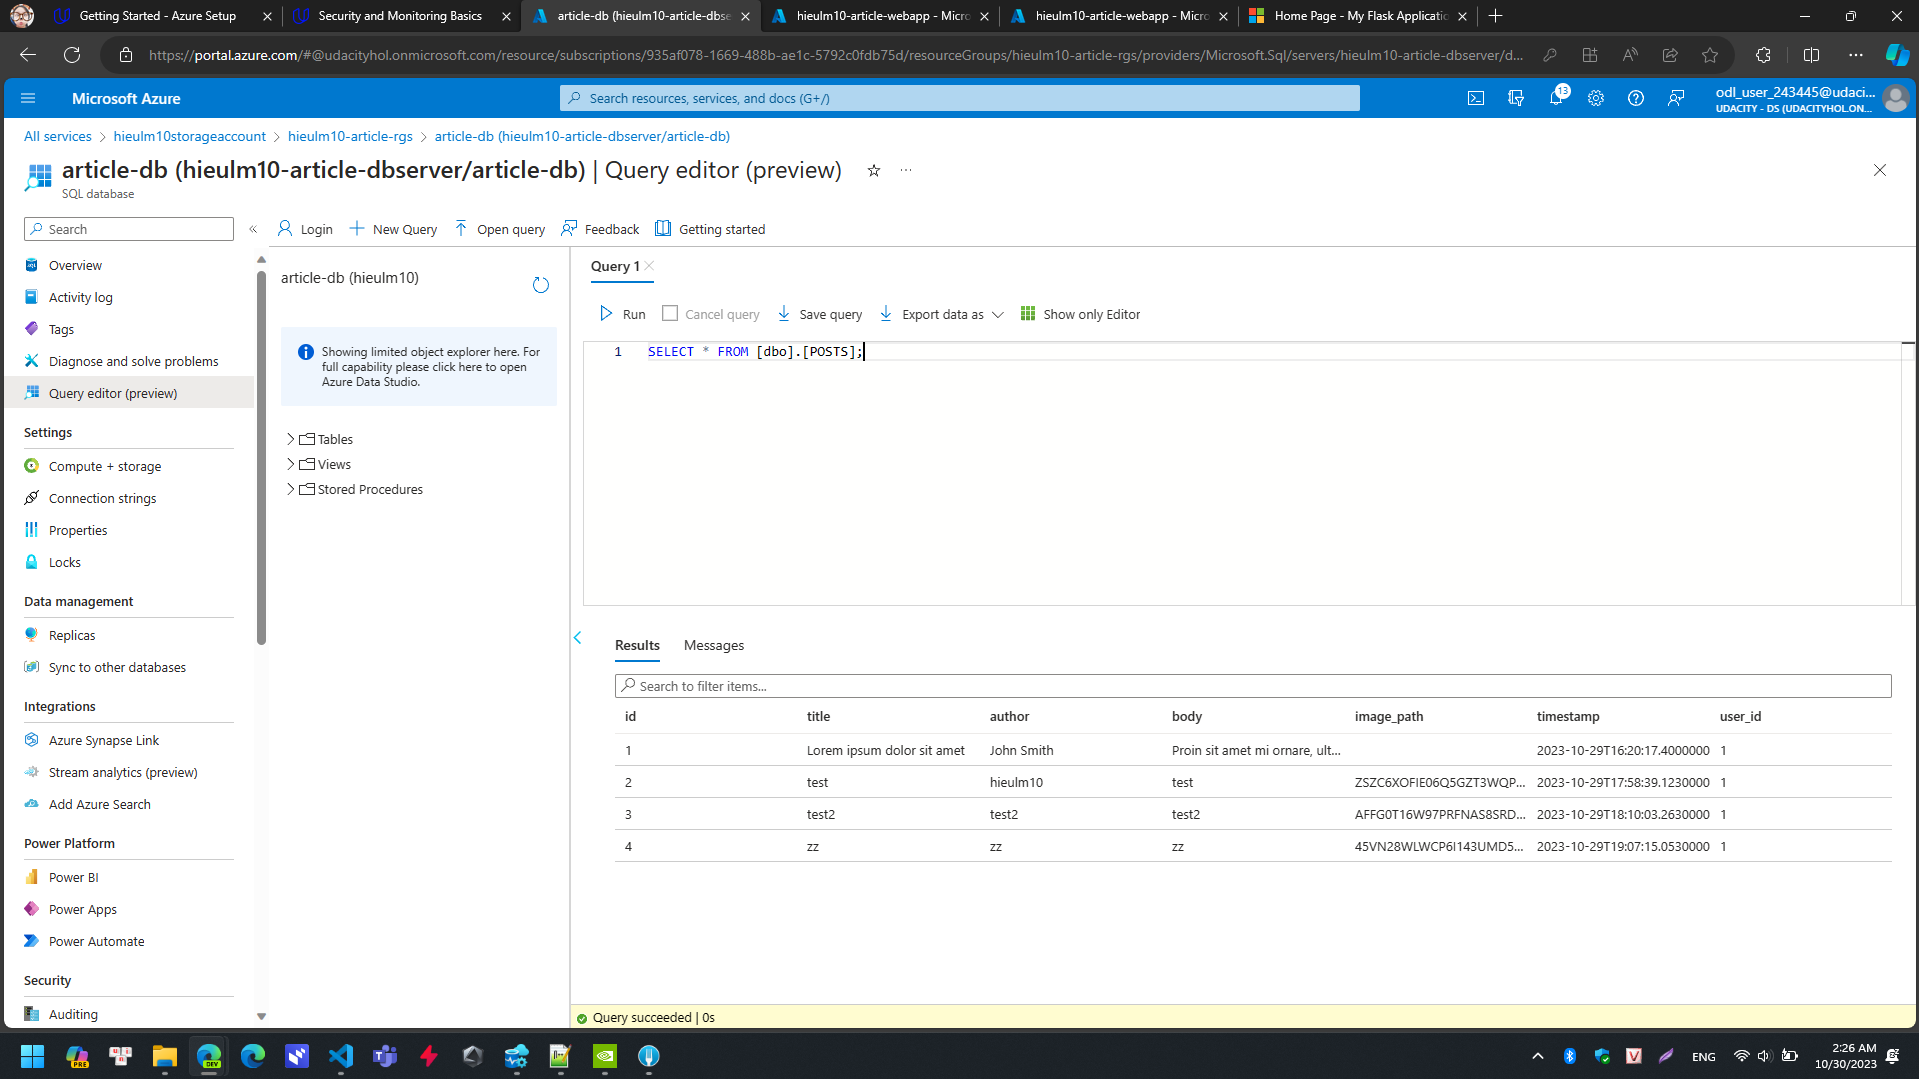 Getting Started - Azure Setup
Security and Monitoring Basics
article-db (hieulm10-article-dbse
hieulm10-article-webapp - Micro
hieulm10-article-webapp - Micro
Home Page - My Flask Applicatio
https://portal.azure.com/#@udacityhol.onmicrosoft.com/resource/subscriptions/935af078-1669-488b-ae1c-5792c0fdb75d/resourceGroups/hieulm10-article-rgs/providers/Microsoft.Sql/servers/hieulm10-article-dbserver/d...
Microsoft Azure
Search resources, services, and docs (G+/)
13
odl_user_243445@udaci...
UDACITY - DS (UDACITYHOL.ON...
All services > hieulm10storageaccount > hieulm10-article-rgs > article-db (hieulm10-article-dbserver/article-db)
article-db (hieulm10-article-dbserver/article-db) | Query editor (preview)
SQL database
Search
Login
New Query
Open query
Feedback
Getting started
Overview
Activity log
Tags
Diagnose and solve problems
Query editor (preview)
Settings
Compute + storage
Connection strings
Properties
Locks
Data management
Replicas
Sync to other databases
Integrations
Azure Synapse Link
Stream analytics (preview)
Add Azure Search
Power Platform
Power BI
Power Apps
Power Automate
Security
Auditing
article-db (hieulm10)
Showing limited object explorer here. For
full capability please click here to open
Azure Data Studio.
Tables
Views
Stored Procedures
Query 1
Run
Cancel query
Save query
Export data as
Show only Editor
1 SELECT * FROM [dbo].[POSTS];
Results Messages
Search to filter items...
id title author body image_path timestamp user_id
1 Lorem ipsum dolor sit amet John Smith Proin sit amet mi ornare, ult... 2023-10-29T16:20:17.4000000 1
2 test hieulm10 test ZSZC6XOFIE06Q5GZT3WQP... 2023-10-29T17:58:39.1230000 1
3 test2 test2 test2 AFFG0T16W97PRFNAS8SRD... 2023-10-29T18:10:03.2630000 1
4 zz zz zz 45VN28WLWCP6I143UMD5... 2023-10-29T19:07:15.0530000 1
Query succeeded | 0s
PRE
DEV
V
ENG
2:26 AM
10/30/2023